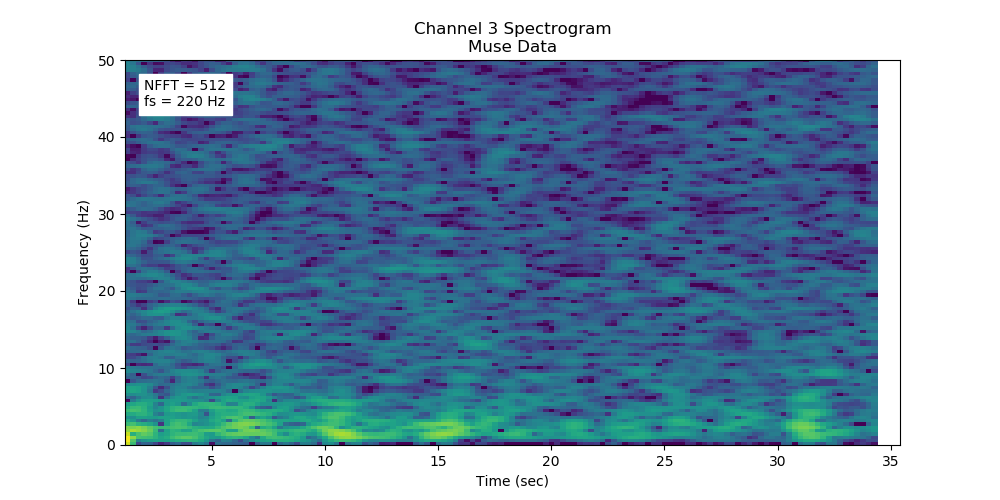 Channel 3 Spectrogram
Muse Data
NFFT = 512
fs = 220 Hz
Frequency (Hz)
50
40
30
20
10
0
5
10
15
20
25
30
35
Time (sec)